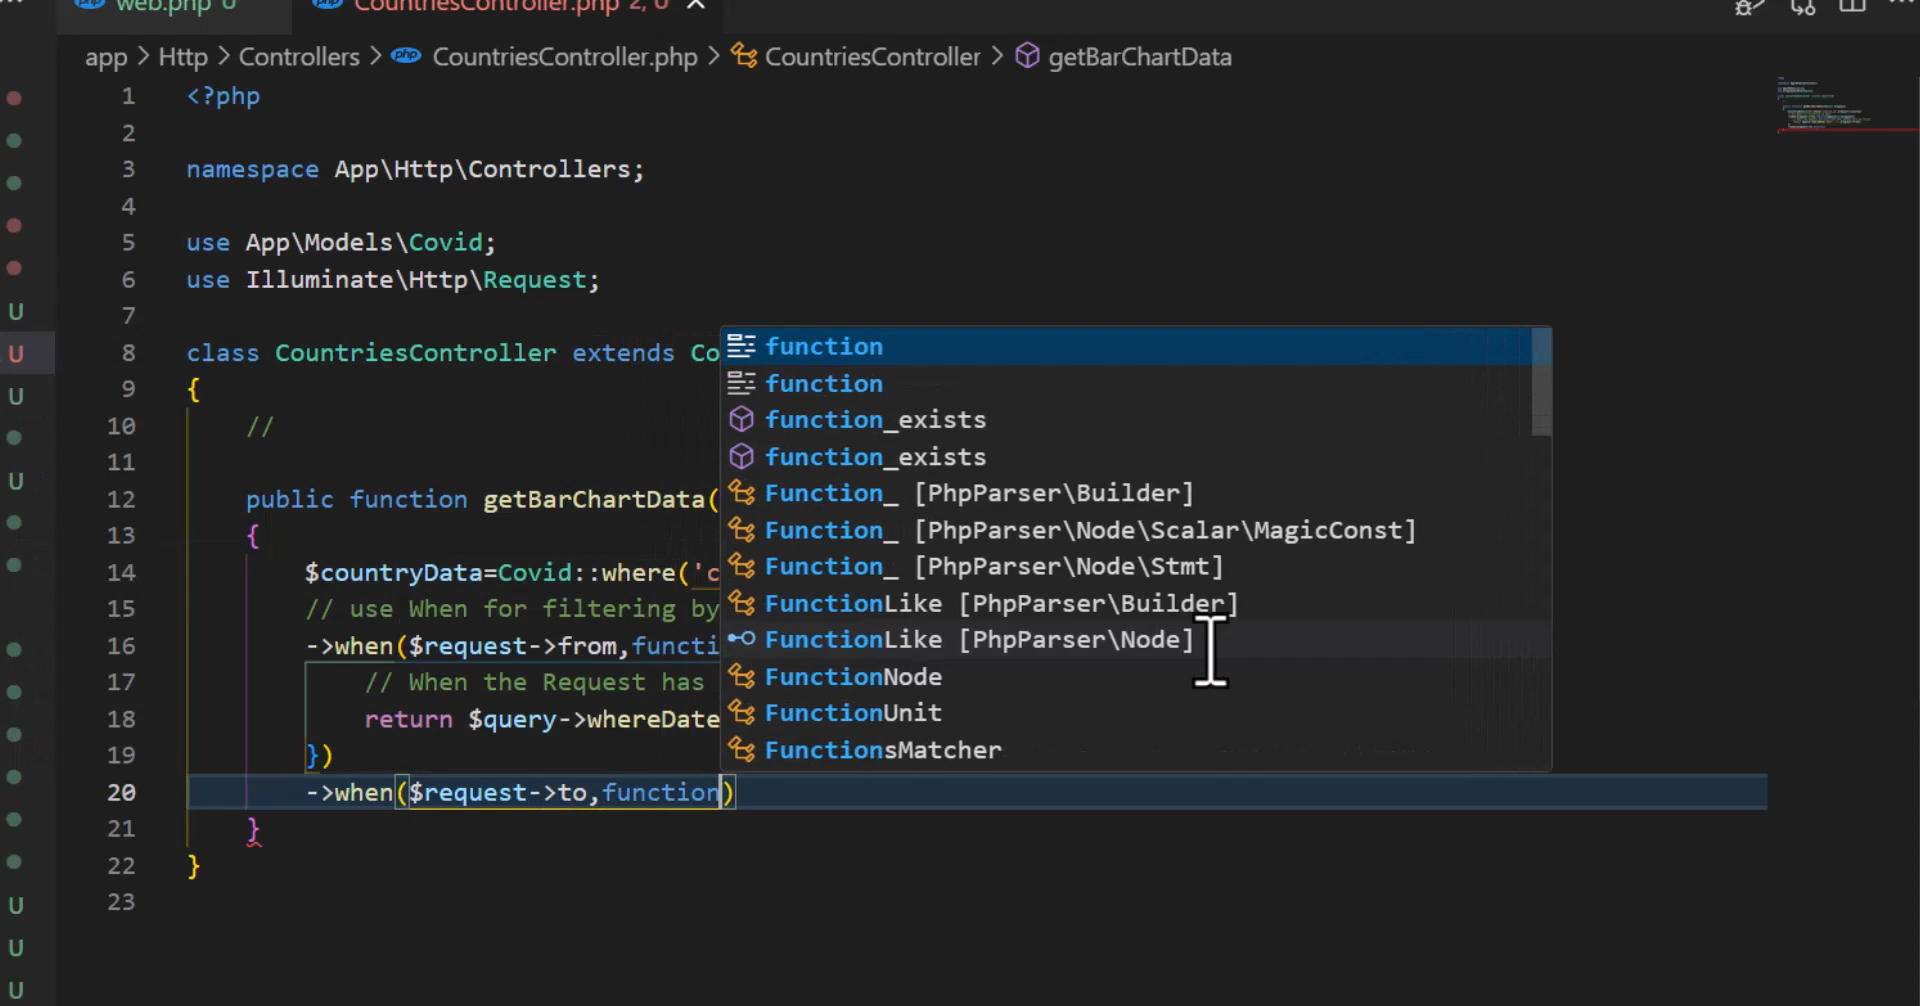 web.php U
CountriesController.php 2, U
app > Http > Controllers > php CountriesController.php > CountriesController > getBarChartData
1 <?php
2
3 namespace App\Http\Controllers;
4
5 use App\Models\Covid;
6 use Illuminate\Http\Request;
7
8 class CountriesController extends Co
9 {
10 //
11
12 public function getBarChartData(
13 {
14 $countryData=Covid::where('c
15 // use When for filtering by
16 ->when($request->from,functi
17 // When the Request has
18 return $query->whereDate
19 })
20 ->when($request->to,function)
21 }
22 }
23
function
function
function_exists
function_exists
Function_ [PhpParser\Builder]
Function_ [PhpParser\Node\Scalar\MagicConst]
Function_ [PhpParser\Node\Stmt]
FunctionLike [PhpParser\Builder]
FunctionLike [PhpParser\Node]
FunctionNode
FunctionUnit
FunctionsMatcher
U
U
U
U
U
U
U